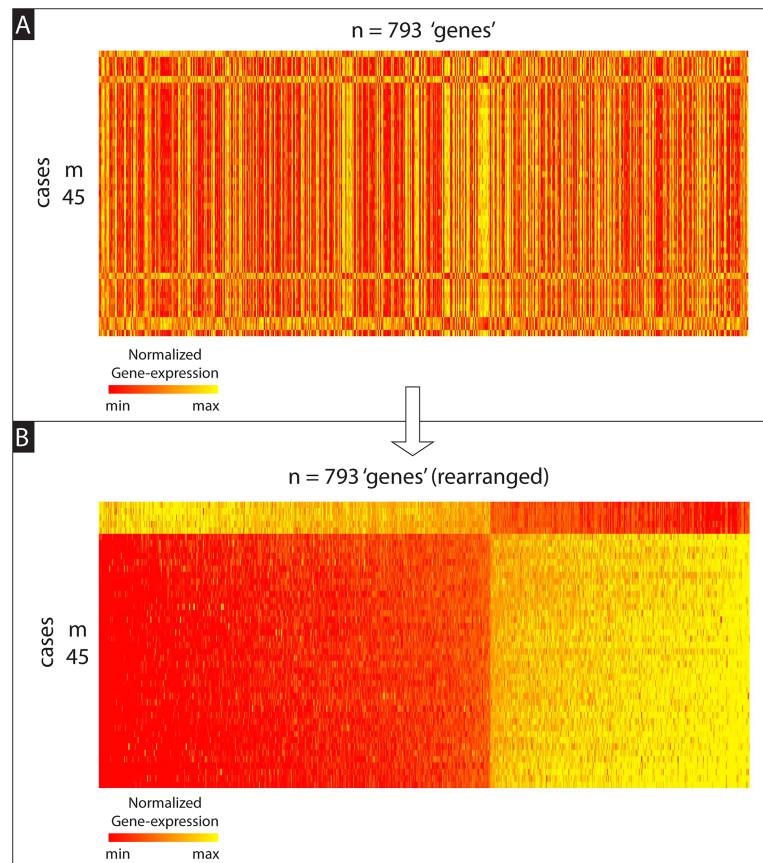 A
n = 793 'genes'
cases
m
45
Normalized
Gene-expression
min max
B
n = 793 'genes' (rearranged)
cases
m
45
Normalized
Gene-expression
min max